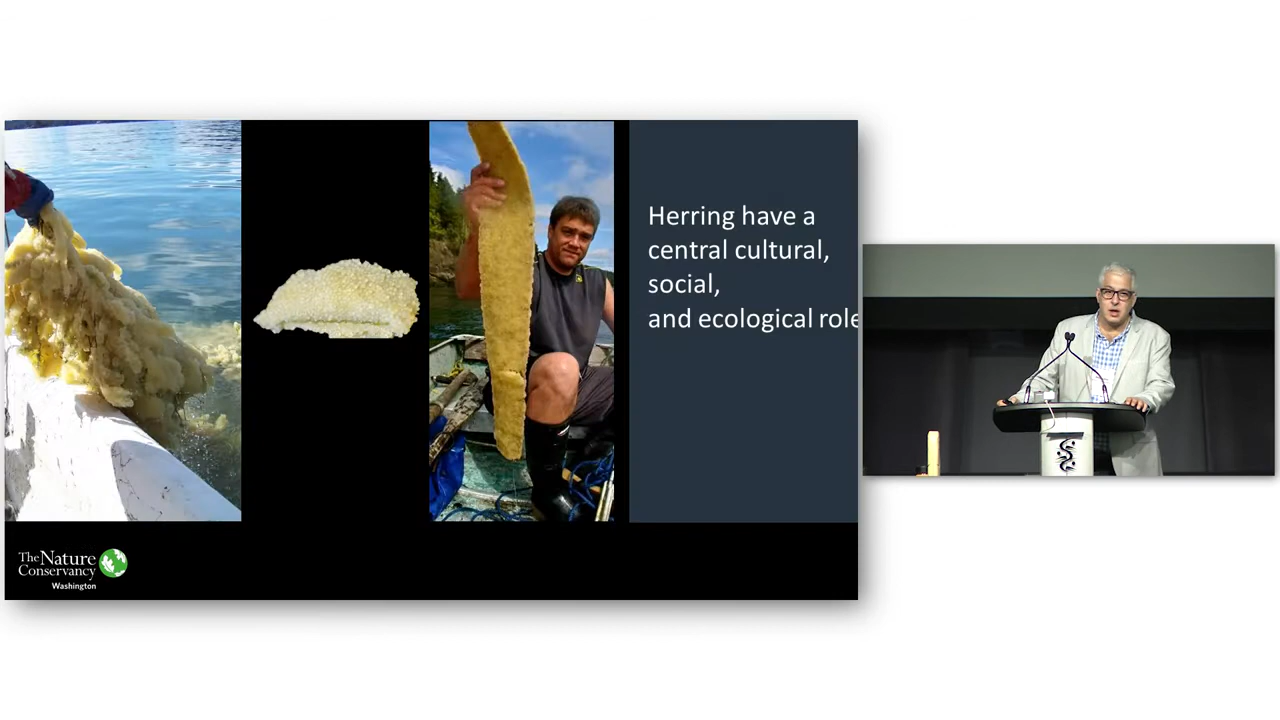 Herring have a
central cultural,
social,
and ecological role
The Nature
Conservancy
Washington